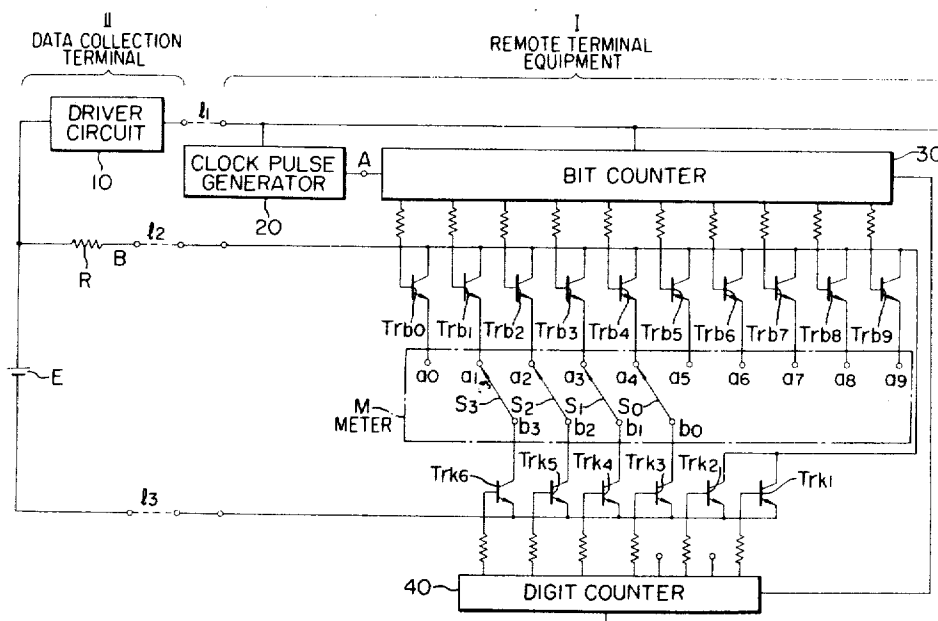 II
DATA COLLECTION
TERMINAL
I
REMOTE TERMINAL
EQUIPMENT
DRIVER
CIRCUIT
10
l1
CLOCK PULSE
GENERATOR
20
A
BIT COUNTER
30
R
B
l2
Trb0
Trb1
Trb2
Trb3
Trb4
Trb5
Trb6
Trb7
Trb8
Trb9
E
a0
a1
a2
a3
a4
a5
a6
a7
a8
a9
M
METER
S3
S2
S1
S0
b3
b2
b1
b0
Trk6
Trk5
Trk4
Trk3
Trk2
Trk1
l3
40
DIGIT COUNTER